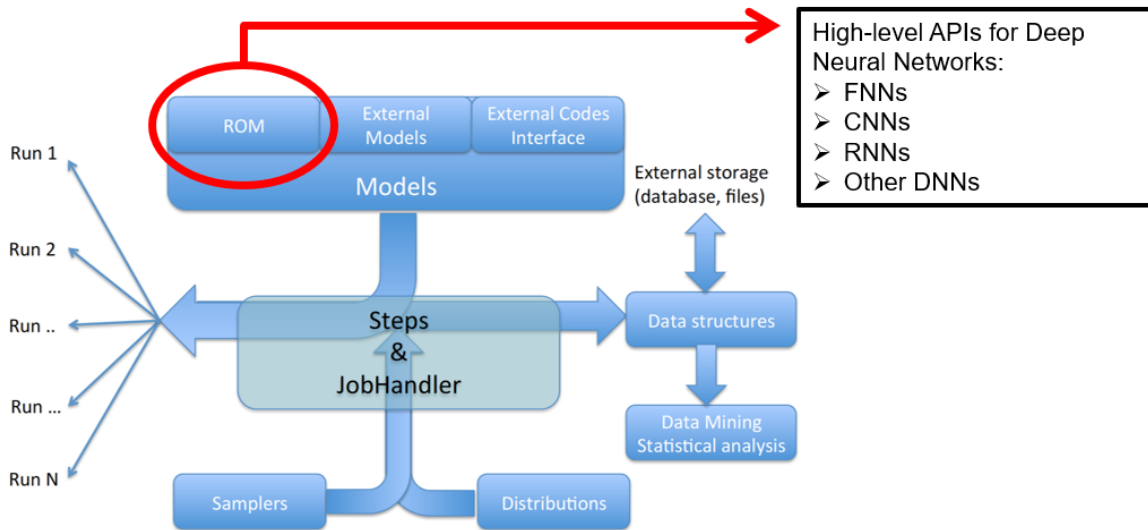 High-level APIs for Deep
Neural Networks:
➢ FNNs
➢ CNNs
➢ RNNs
➢ Other DNNs
ROM
External
Models
External Codes
Interface
Models
Run 1
Run 2
Run ..
Run ...
Run N
External storage
(database, files)
Steps
&
JobHandler
Data structures
Data Mining
Statistical analysis
Samplers
Distributions